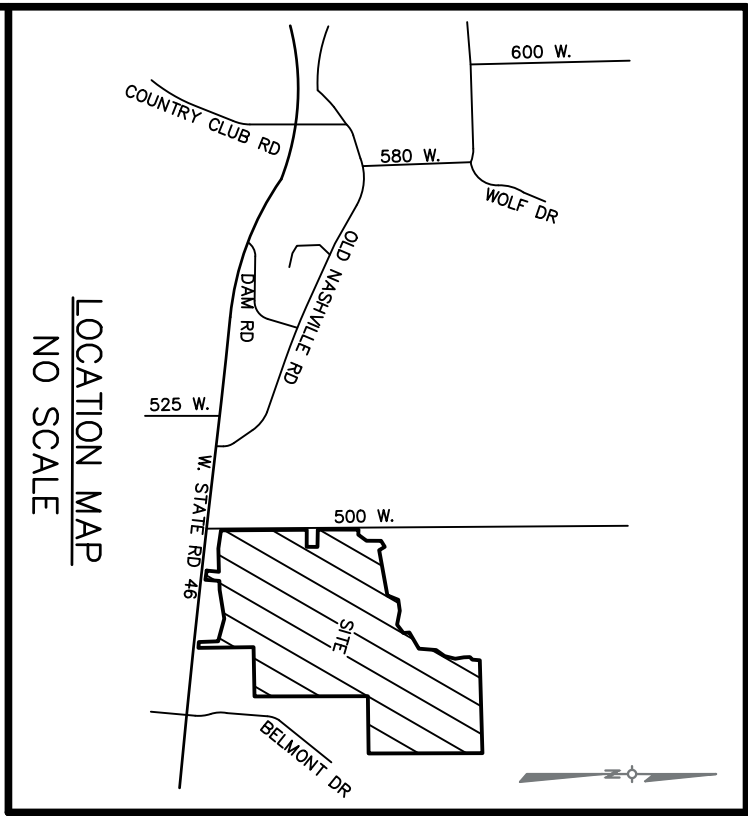 600 W.
COUNTRY CLUB RD
580 W.
WOLF DR
OLD NASHVILLE RD
DAM RD
525 W.
W. STATE RD 46
500 W.
SITE
BELMONT DR
N
LOCATION MAP
NO SCALE